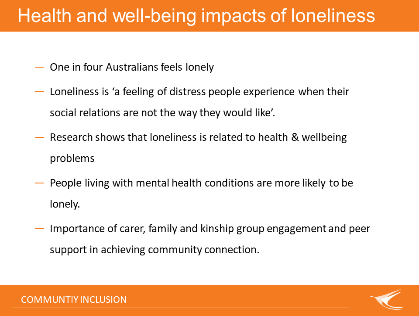 Health and well-being impacts of loneliness
— One in four Australians feels lonely
— Loneliness is ‘a feeling of distress people experience when their
social relations are not the way they would like’.
— Research shows that loneliness is related to health & wellbeing
problems
— People living with mental health conditions are more likely to be
lonely.
— Importance of carer, family and kinship group engagement and peer
support in achieving community connection.
COMMUNTIY INCLUSION